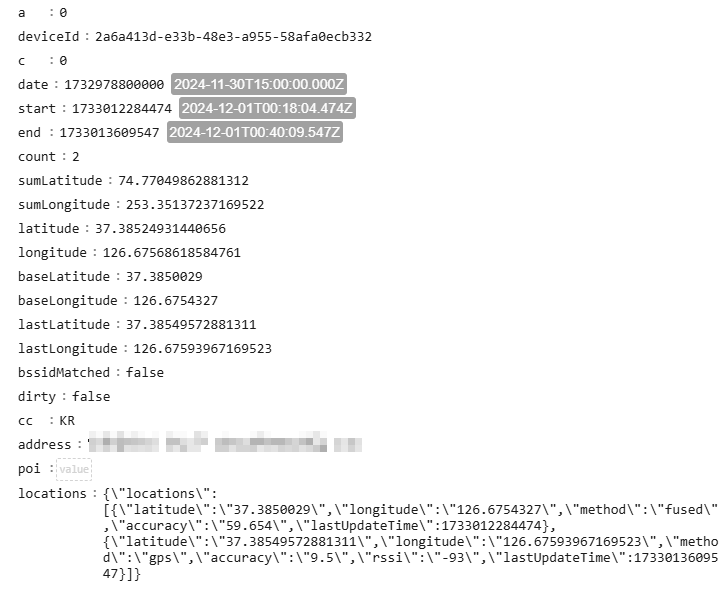 a : 0
deviceId : 2a6a413d-e33b-48e3-a955-58afa0ecb332
c : 0
date : 1732978800000 2024-11-30T15:00:00.000Z
start : 1733012284474 2024-12-01T00:18:04.474Z
end : 1733013609547 2024-12-01T00:40:09.547Z
count : 2
sumLatitude : 74.77049862881312
sumLongitude : 253.35137237169522
latitude : 37.38524931440656
longitude : 126.67568618584761
baseLatitude : 37.3850029
baseLongitude : 126.6754327
lastLatitude : 37.38549572881311
lastLongitude : 126.67593967169523
bssidMatched : false
dirty : false
cc : KR
address :
poi : value
locations : {\"locations\":
[{\"latitude\":\"37.3850029\",\"longitude\":\"126.6754327\",\"method\":\"fused\"
,\"accuracy\":\"59.654\",\"lastUpdateTime\":1733012284474},
{\"latitude\":\"37.38549572881311\",\"longitude\":\"126.67593967169523\",\"metho
d\":\"gps\",\"accuracy\":\"9.5\",\"rssi\":\"-93\",\"lastUpdateTime\":17330136095
47}]}